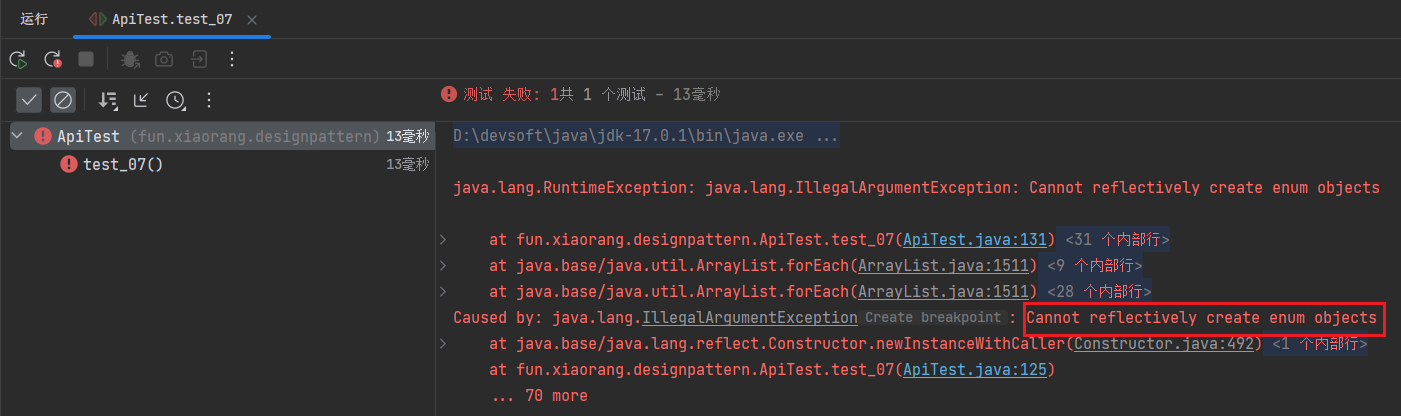 运行
ApiTest.test_07
测试 失败: 1共 1 个测试 – 13毫秒
ApiTest (fun.xiaorang.designpattern) 13毫秒
test_07() 13毫秒
D:\devsoft\java\jdk-17.0.1\bin\java.exe ...
java.lang.RuntimeException: java.lang.IllegalArgumentException: Cannot reflectively create enum objects
at fun.xiaorang.designpattern.ApiTest.test_07(ApiTest.java:131) <31 个内部行>
at java.base/java.util.ArrayList.forEach(ArrayList.java:1511) <9 个内部行>
at java.base/java.util.ArrayList.forEach(ArrayList.java:1511) <28 个内部行>
Caused by: java.lang.IllegalArgumentException Create breakpoint : Cannot reflectively create enum objects
at java.base/java.lang.reflect.Constructor.newInstanceWithCaller(Constructor.java:492) <1 个内部行>
at fun.xiaorang.designpattern.ApiTest.test_07(ApiTest.java:125)
... 70 more